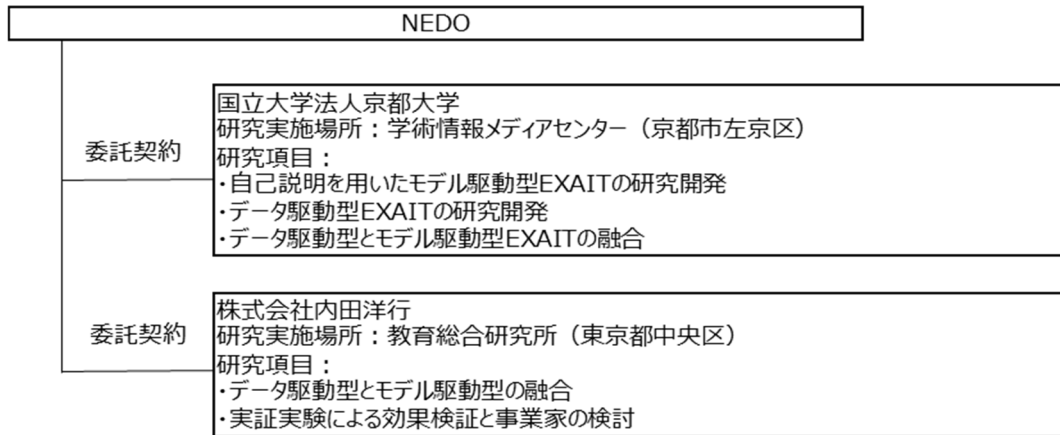 NEDO
委託契約
国立大学法人京都大学
研究実施場所：学術情報メディアセンター（京都市左京区）
研究項目：
・自己説明を用いたモデル駆動型EXAITの研究開発
・データ駆動型EXAITの研究開発
・データ駆動型とモデル駆動型EXAITの融合
委託契約
株式会社内田洋行
研究実施場所：教育総合研究所（東京都中央区）
研究項目：
・データ駆動型とモデル駆動型の融合
・実証実験による効果検証と事業家の検討